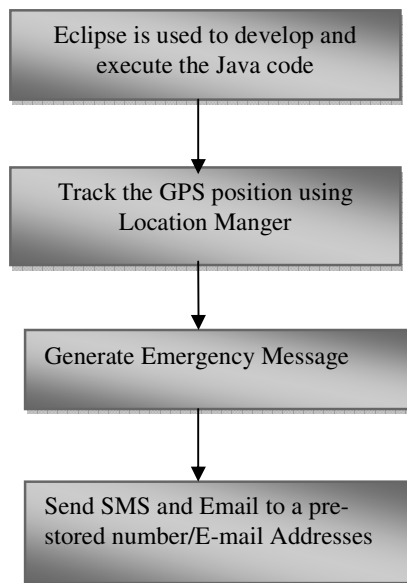 Eclipse is used to develop and
execute the Java code
Track the GPS position using
Location Manger
Generate Emergency Message
Send SMS and Email to a pre-
stored number/E-mail Addresses